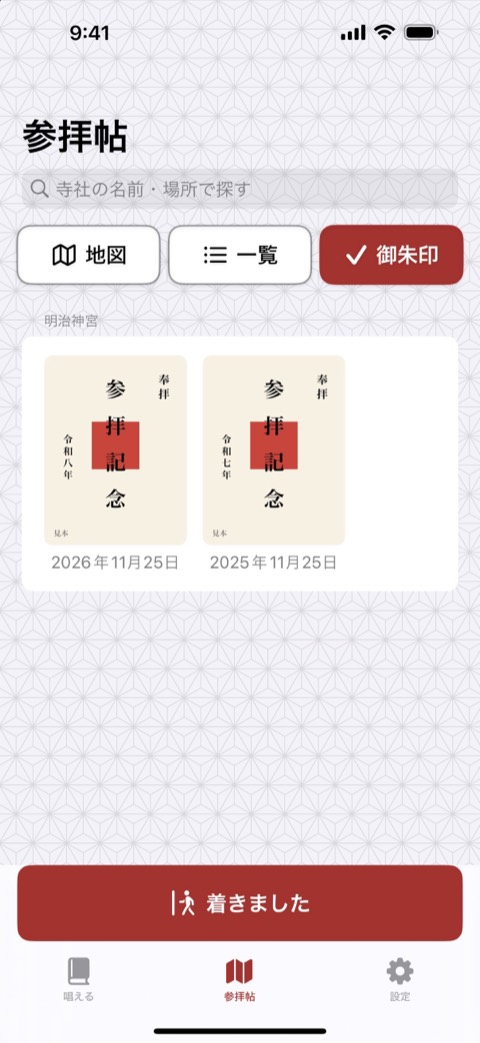 9:41
参拝帖
寺社の名前・場所で探す
地図
一覧
御朱印
明治神宮
奉拝
参拝記念
令和八年
見本
2026年11月25日
奉拝
参拝記念
令和七年
見本
2025年11月25日
着きました
唱える
参拝帖
設定